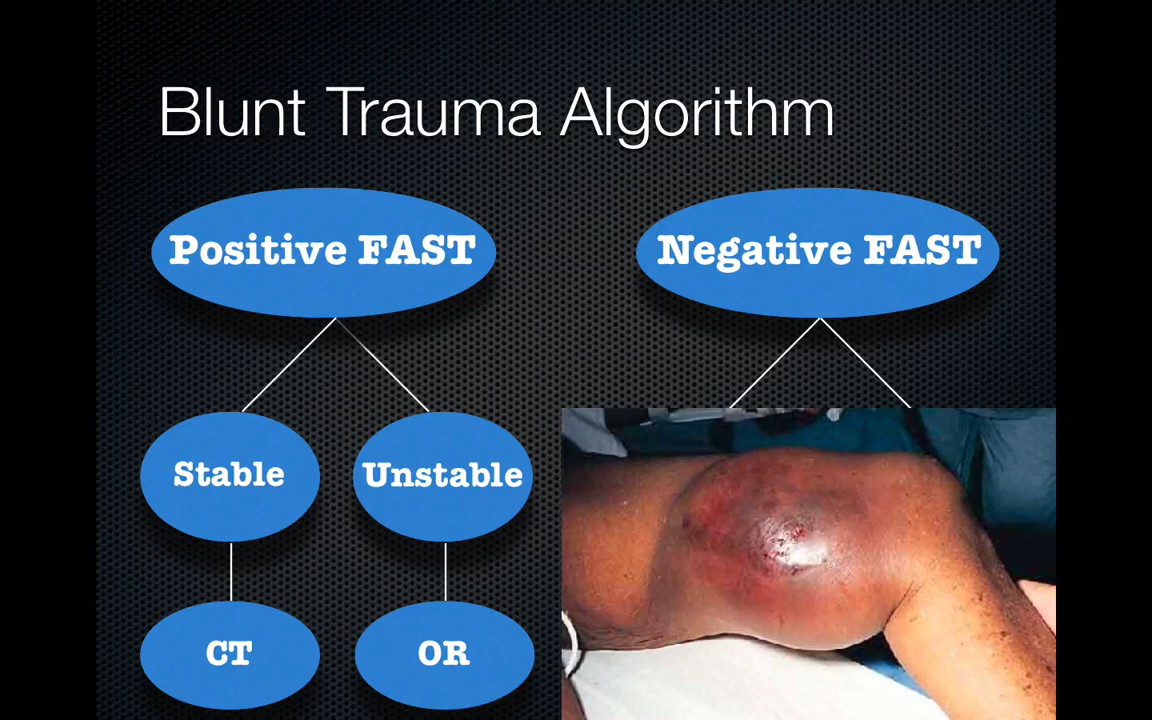 Blunt Trauma Algorithm
Positive FAST
Negative FAST
Stable
Unstable
CT
OR